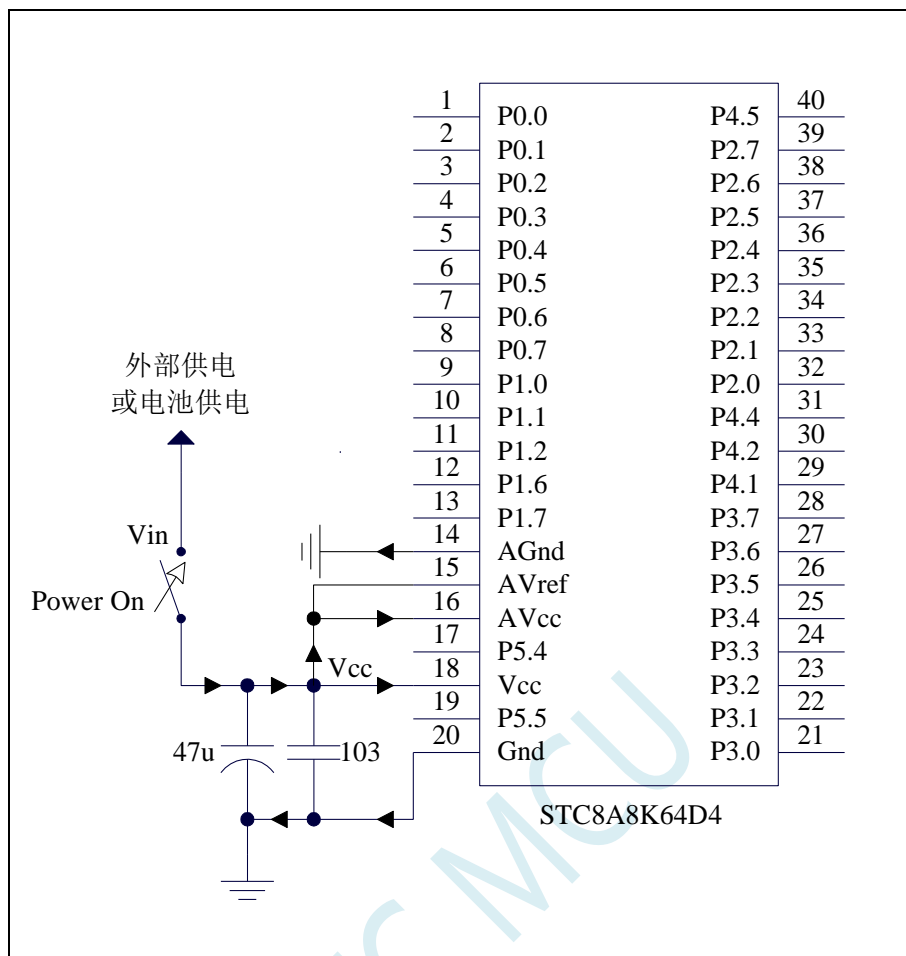 1 P0.0 P4.5 40
2 P0.1 P2.7 39
3 P0.2 P2.6 38
4 P0.3 P2.5 37
5 P0.4 P2.4 36
6 P0.5 P2.3 35
7 P0.6 P2.2 34
8 P0.7 P2.1 33
9 P1.0 P2.0 32
10 P1.1 P4.4 31
11 P1.2 P4.2 30
12 P1.6 P4.1 29
13 P1.7 P3.7 28
14 AGnd P3.6 27
15 AVref P3.5 26
16 AVcc P3.4 25
17 P5.4 P3.3 24
18 Vcc P3.2 23
19 P5.5 P3.1 22
20 Gnd P3.0 21
外部供电
或电池供电
Vin
Power On
Vcc
47u 103
STC8A8K64D4
MCU